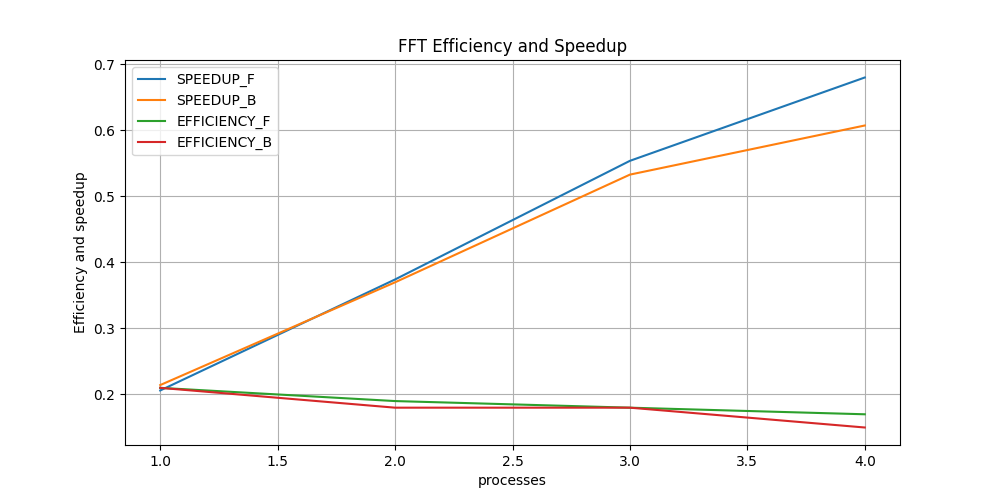 FFT Efficiency and Speedup
SPEEDUP_F
SPEEDUP_B
EFFICIENCY_F
EFFICIENCY_B
Efficiency and speedup
0.7
0.6
0.5
0.4
0.3
0.2
1.0 1.5 2.0 2.5 3.0 3.5 4.0
processes